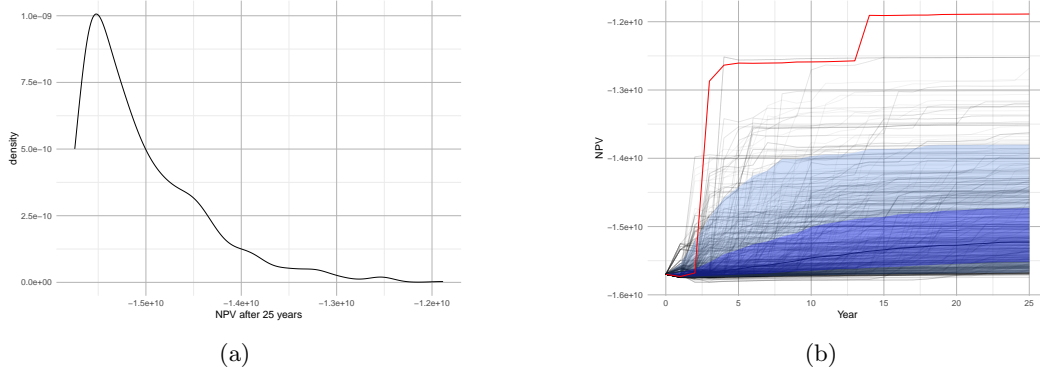 1.0e−09
7.5e−10
5.0e−10
2.5e−10
0.0e+00
density
−1.5e+10
−1.4e+10
−1.3e+10
−1.2e+10
NPV after 25 years
(a)
−1.2e+10
−1.3e+10
−1.4e+10
−1.5e+10
−1.6e+10
NPV
0
5
10
15
20
25
Year
(b)